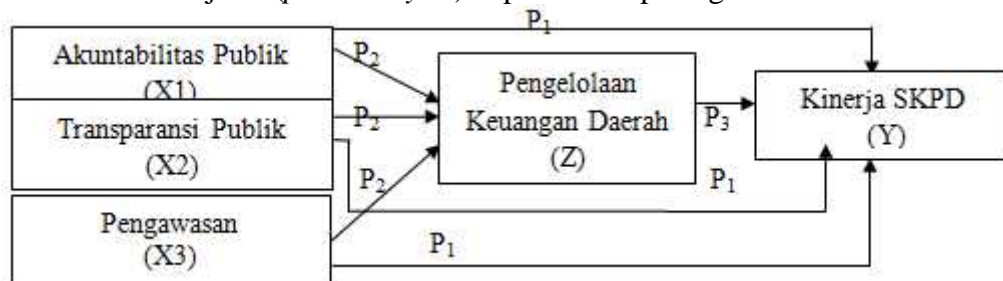 P1
Akuntabilitas Publik
(X1)
P2
Transparansi Publik
(X2)
P2
Pengawasan
(X3)
P2
Pengelolaan
Keuangan Daerah
(Z)
P3
Kinerja SKPD
(Y)
P1
P1